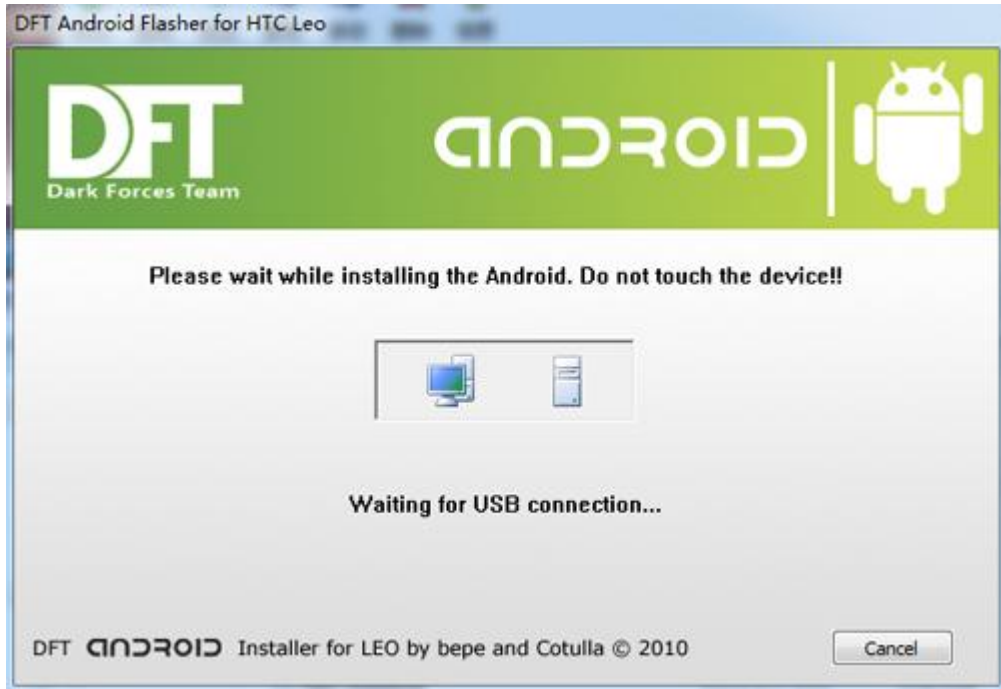 DFT Android Flasher for HTC Leo
DFT
Dark Forces Team
ANDROID
Please wait while installing the Android. Do not touch the device!!
Waiting for USB connection...
DFT ANDROID Installer for LEO by bepe and Cotulla © 2010
Cancel